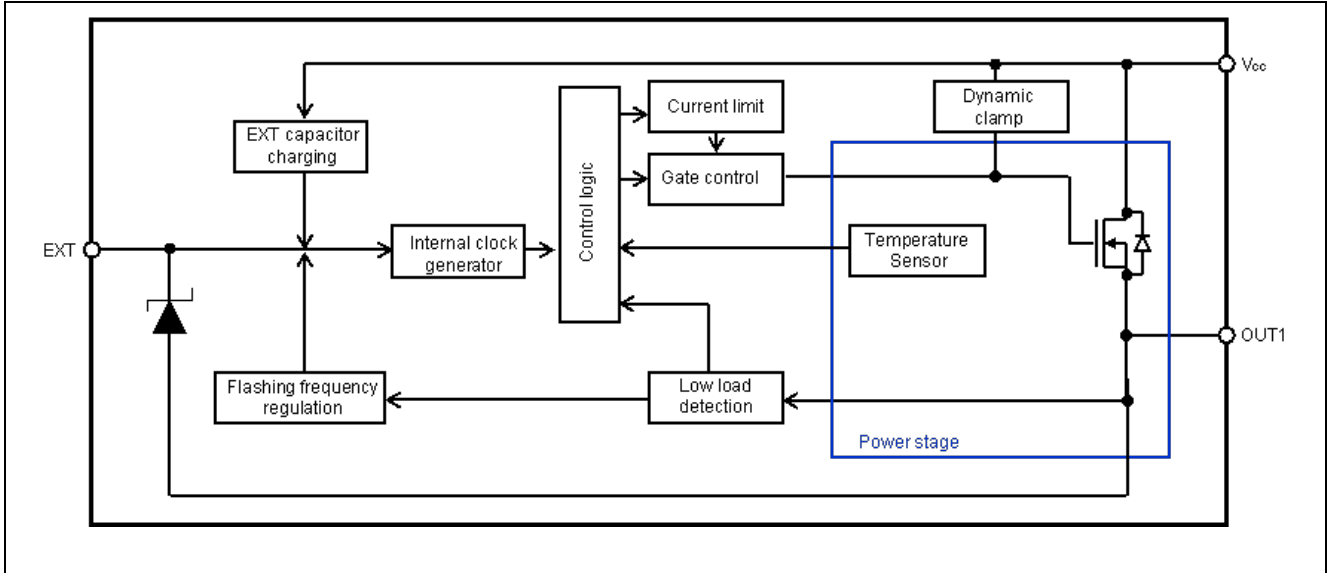 Vcc
Dynamic
clamp
Current limit
EXT capacitor
charging
Control logic
Gate control
EXT
Internal clock
generator
Temperature
Sensor
OUT1
Flashing frequency
regulation
Low load
detection
Power stage